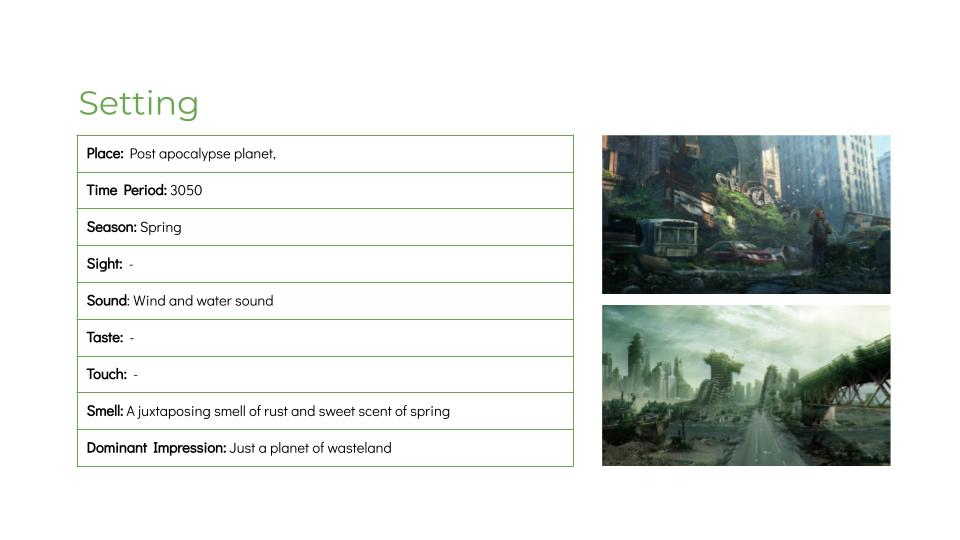 Setting
Place: Post apocalypse planet,
Time Period: 3050
Season: Spring
Sight: -
Sound: Wind and water sound
Taste: -
Touch: -
Smell: A juxtaposing smell of rust and sweet scent of spring
Dominant Impression: Just a planet of wasteland